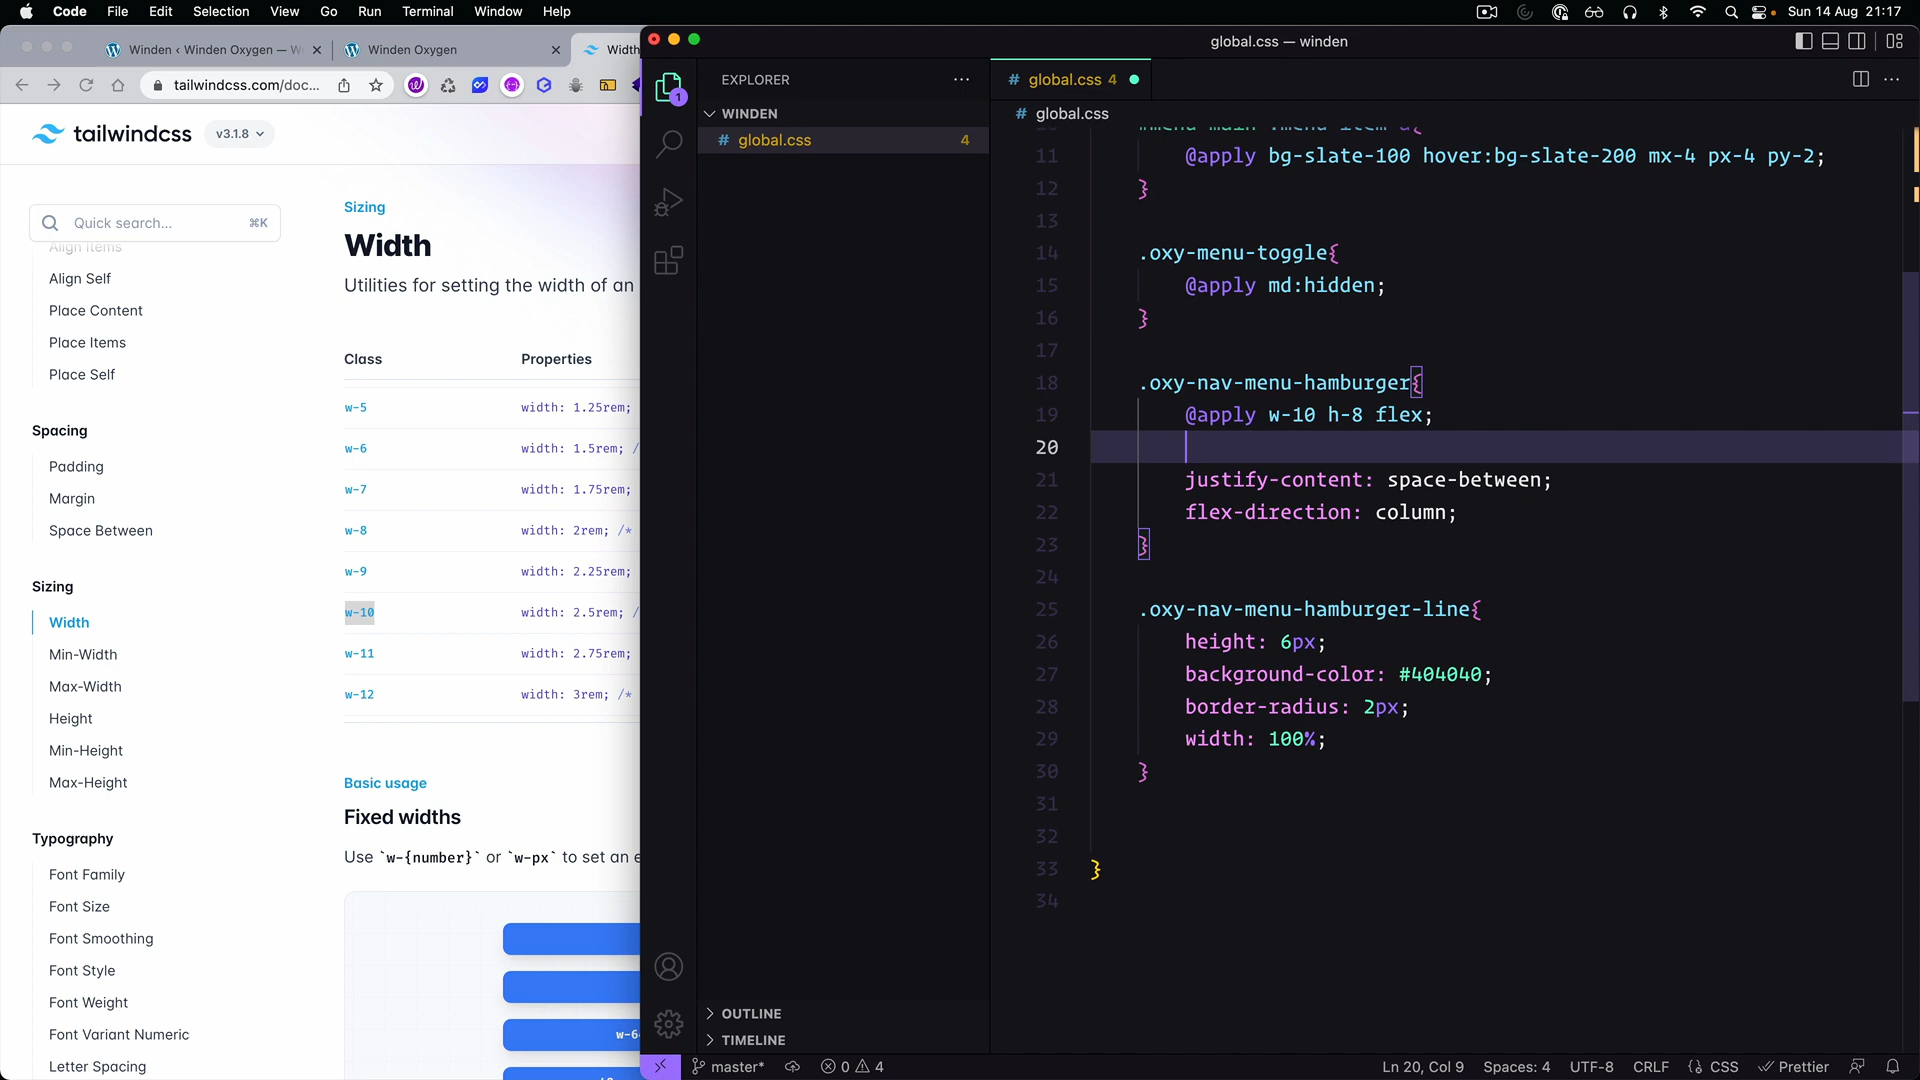 Code File Edit Selection View Go Run Terminal Window Help
Sun 14 Aug 21:17
Winden ‹ Winden Oxygen — W
Winden Oxygen
Width
tailwindcss.com/doc...
tailwindcss
v3.1.8
Quick search...
⌘K
Align Items
Align Self
Place Content
Place Items
Place Self
Spacing
Padding
Margin
Space Between
Sizing
Width
Min-Width
Max-Width
Height
Min-Height
Max-Height
Typography
Font Family
Font Size
Font Smoothing
Font Style
Font Weight
Font Variant Numeric
Letter Spacing
Sizing
Width
Utilities for setting the width of an
Class Properties
w-5 width: 1.25rem;
w-6 width: 1.5rem; /
w-7 width: 1.75rem;
w-8 width: 2rem; /*
w-9 width: 2.25rem;
w-10 width: 2.5rem; /
w-11 width: 2.75rem;
w-12 width: 3rem; /*
Basic usage
Fixed widths
Use `w-{number}` or `w-px` to set an e
global.css — winden
1
EXPLORER
WINDEN
# global.css 4
OUTLINE
TIMELINE
# global.css 4
# global.css
11 @apply bg-slate-100 hover:bg-slate-200 mx-4 px-4 py-2;
12 }
13
14 .oxy-menu-toggle{
15 @apply md:hidden;
16 }
17
18 .oxy-nav-menu-hamburger{
19 @apply w-10 h-8 flex;
20
21 justify-content: space-between;
22 flex-direction: column;
23 }
24
25 .oxy-nav-menu-hamburger-line{
26 height: 6px;
27 background-color: #404040;
28 border-radius: 2px;
29 width: 100%;
30 }
31
32
33 }
34
master* 0 4
Ln 20, Col 9 Spaces: 4 UTF-8 CRLF {} CSS Prettier